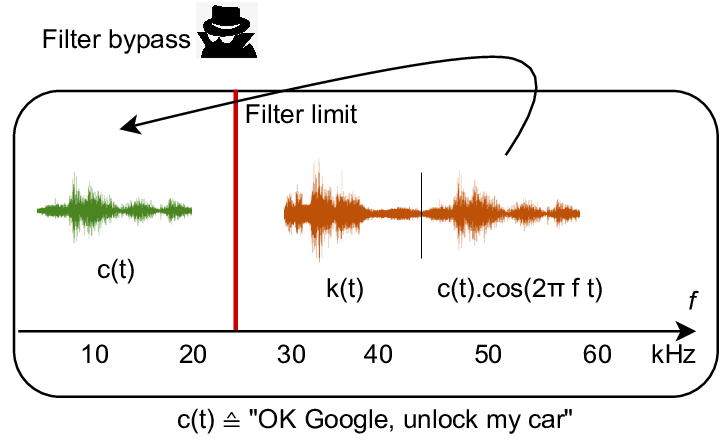 Filter bypass
Filter limit
c(t)
k(t)
c(t).cos(2π f t)
f
10 20 30 40 50 60 kHz
c(t) ≙ "OK Google, unlock my car"